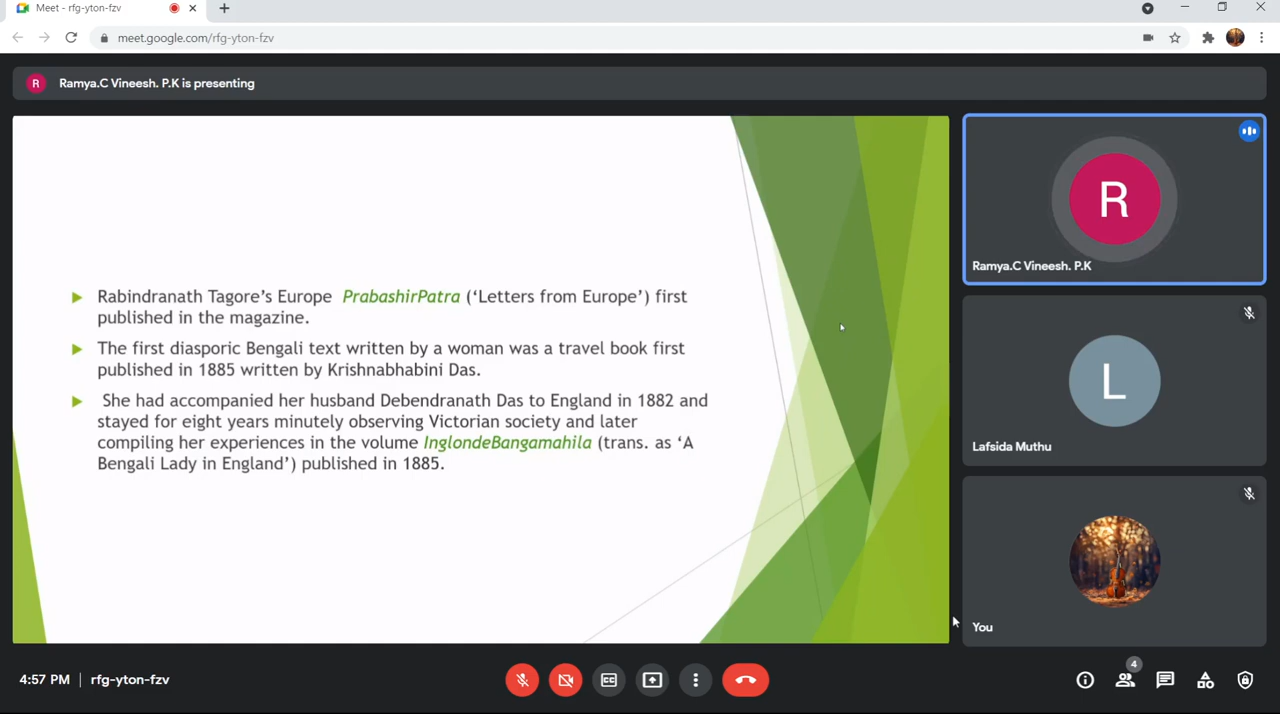 Meet - rfg-yton-fzv
meet.google.com/rfg-yton-fzv
R
Ramya.C Vineesh. P.K is presenting
Rabindranath Tagore's Europe PrabashirPatra ('Letters from Europe') first
published in the magazine.
The first diasporic Bengali text written by a woman was a travel book first
published in 1885 written by Krishnabhabini Das.
She had accompanied her husband Debendranath Das to England in 1882 and
stayed for eight years minutely observing Victorian society and later
compiling her experiences in the volume InglondeBangamahila (trans. as 'A
Bengali Lady in England') published in 1885.
R
Ramya.C Vineesh. P.K
L
Lafsida Muthu
You
4:57 PM | rfg-yton-fzv
4